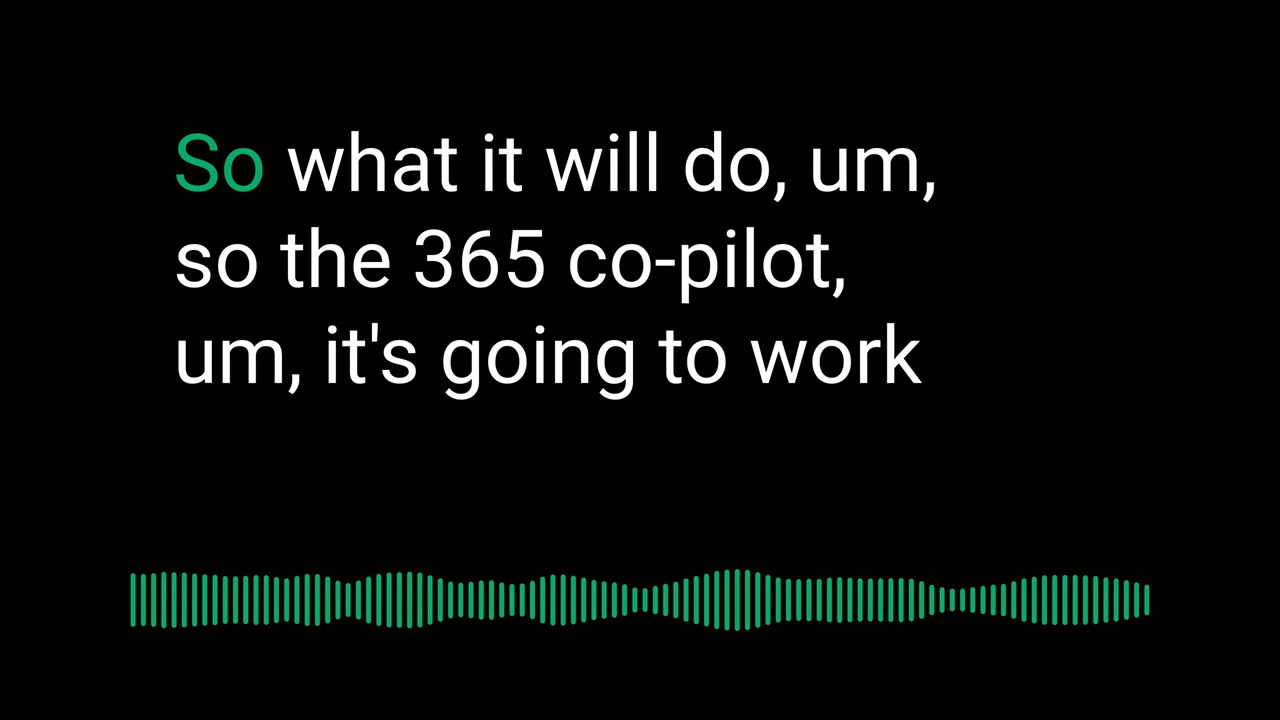 So what it will do, um,
so the 365 co-pilot,
um, it's going to work